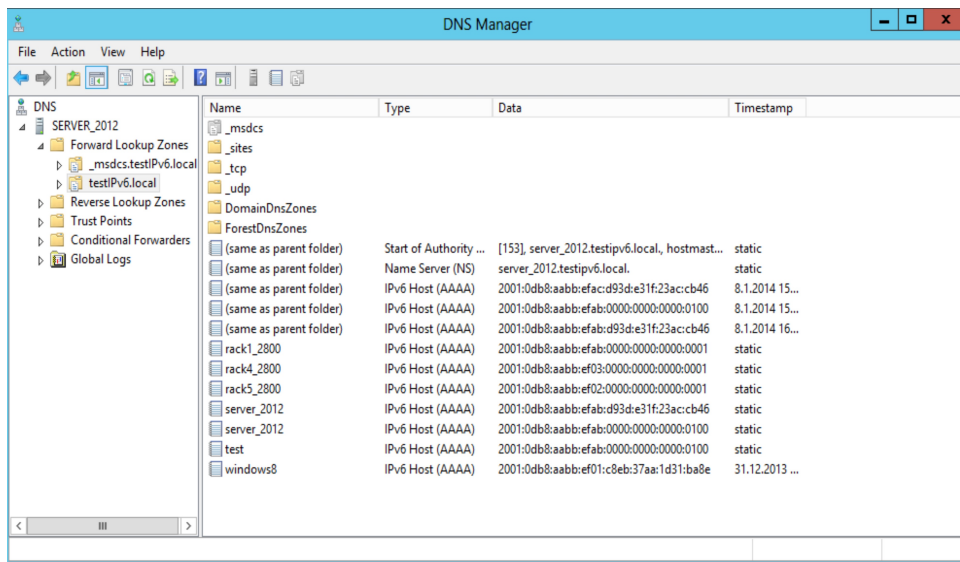 DNS Manager
File Action View Help
DNS
SERVER_2012
Forward Lookup Zones
_msdcs.testIPv6.local
testIPv6.local
Reverse Lookup Zones
Trust Points
Conditional Forwarders
Global Logs
Name Type Data Timestamp
_msdcs
_sites
_tcp
_udp
DomainDnsZones
ForestDnsZones
(same as parent folder) Start of Authority ... [153], server_2012.testipv6.local., hostmast... static
(same as parent folder) Name Server (NS) server_2012.testipv6.local. static
(same as parent folder) IPv6 Host (AAAA) 2001:0db8:aabb:efac:d93d:e31f:23ac:cb46 8.1.2014 15...
(same as parent folder) IPv6 Host (AAAA) 2001:0db8:aabb:efab:0000:0000:0000:0100 8.1.2014 15...
(same as parent folder) IPv6 Host (AAAA) 2001:0db8:aabb:efab:d93d:e31f:23ac:cb46 8.1.2014 16...
rack1_2800 IPv6 Host (AAAA) 2001:0db8:aabb:efab:0000:0000:0000:0001 static
rack4_2800 IPv6 Host (AAAA) 2001:0db8:aabb:ef03:0000:0000:0000:0001 static
rack5_2800 IPv6 Host (AAAA) 2001:0db8:aabb:ef02:0000:0000:0000:0001 static
server_2012 IPv6 Host (AAAA) 2001:0db8:aabb:efab:d93d:e31f:23ac:cb46 static
server_2012 IPv6 Host (AAAA) 2001:0db8:aabb:efab:0000:0000:0000:0100 static
test IPv6 Host (AAAA) 2001:0db8:aabb:efab:0000:0000:0000:0100 static
windows8 IPv6 Host (AAAA) 2001:0db8:aabb:ef01:c8eb:37aa:1d31:ba8e 31.12.2013 ...